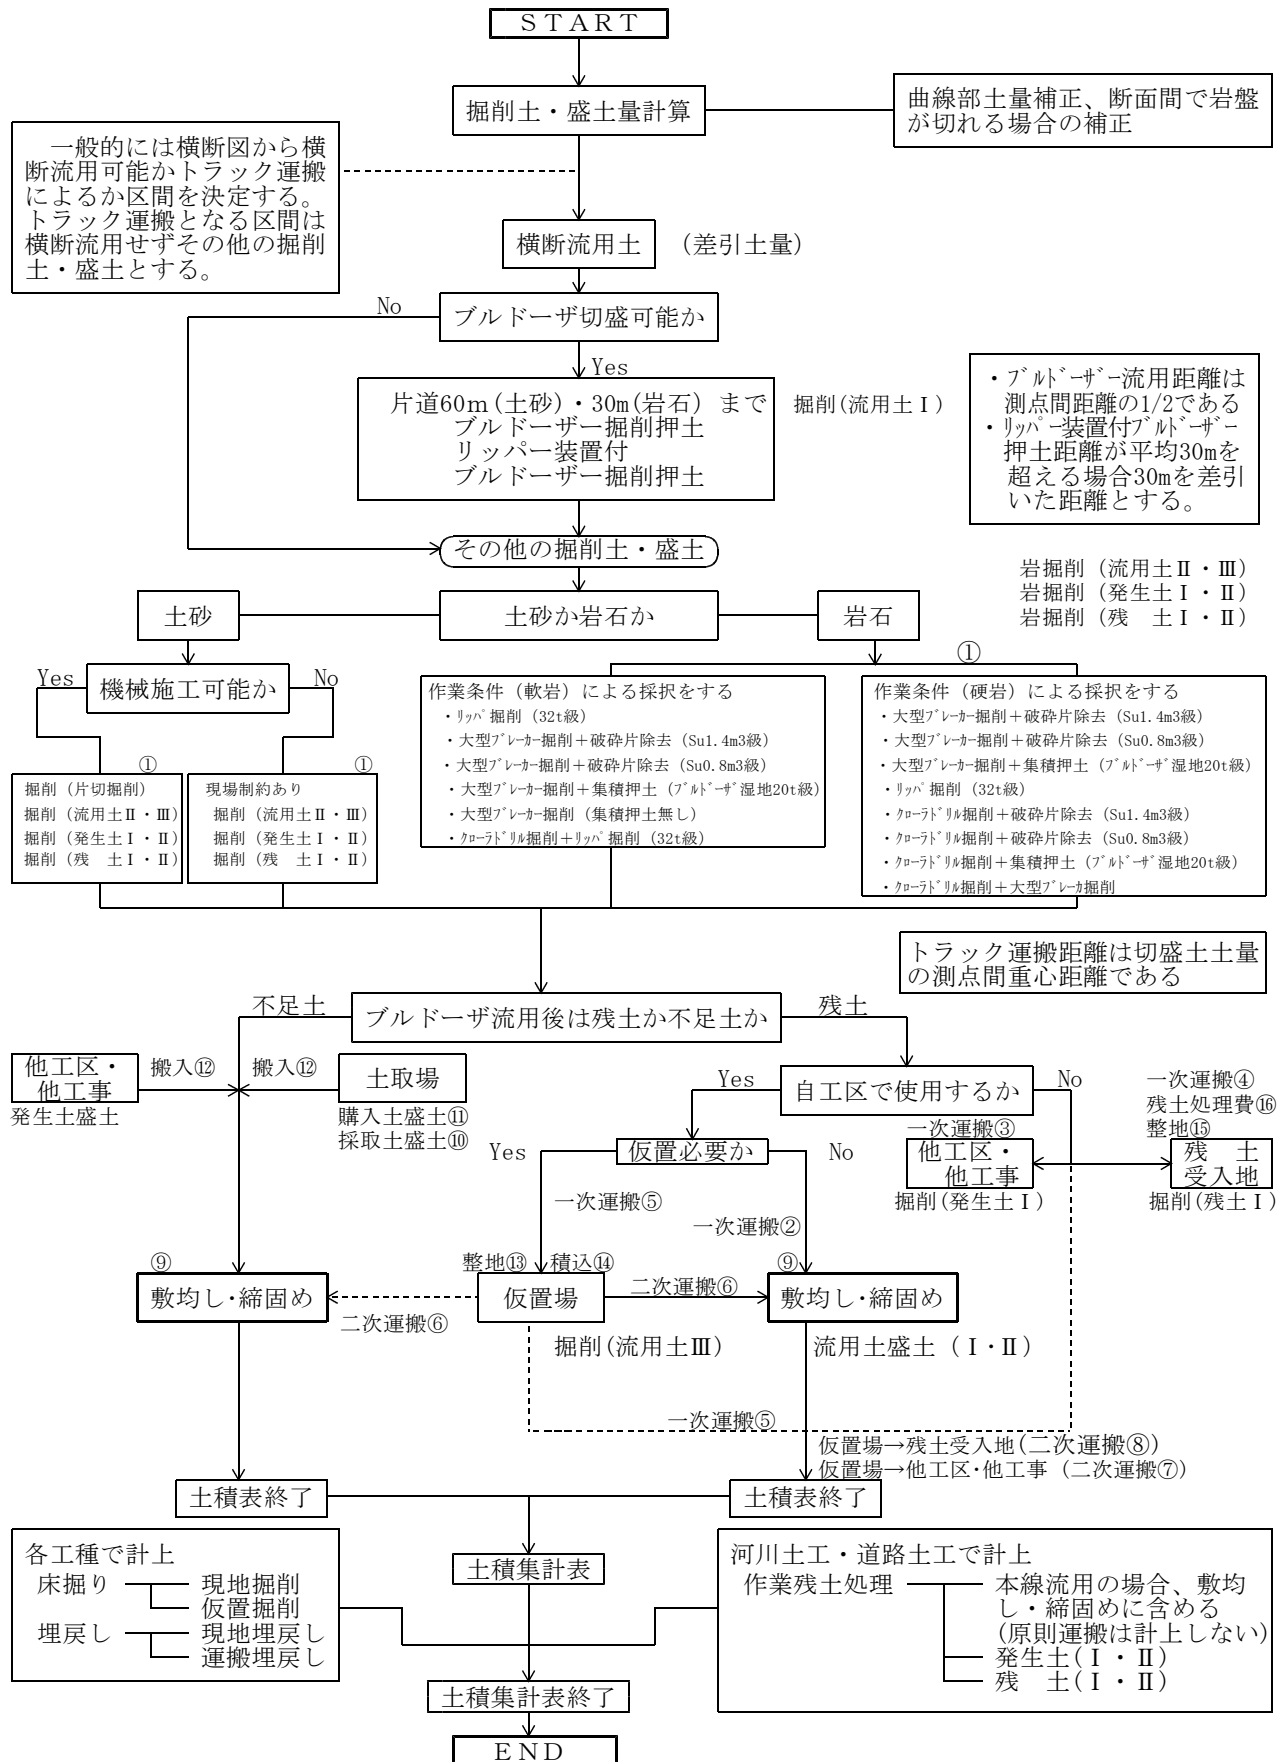 ＳＴＡＲＴ
掘削土・盛土量計算
曲線部土量補正、断面間で岩盤
が切れる場合の補正
一般的には横断図から横
断流用可能かトラック運搬
によるか区間を決定する。
トラック運搬となる区間は
横断流用せずその他の掘削
土・盛土とする。
横断流用土　(差引土量)
No
ブルドーザ切盛可能か
Yes
片道60ｍ(土砂)・30m(岩石) まで
ブルドーザー掘削押土
リッパー装置付
ブルドーザー掘削押土
掘削(流用土Ⅰ)
・ﾌﾞﾙﾄﾞｰｻﾞｰ流用距離は
測点間距離の1/2である
・ﾘｯﾊﾟｰ装置付ﾌﾞﾙﾄﾞｰｻﾞｰ
押土距離が平均30mを
超える場合30mを差引
いた距離とする。
その他の掘削土・盛土
岩掘削 (流用土Ⅱ・Ⅲ)
岩掘削 (発生土Ⅰ・Ⅱ)
岩掘削 (残　土Ⅰ・Ⅱ)
土砂
土砂か岩石か
岩石
①
Yes
機械施工可能か
No
①
掘削 (片切掘削)
掘削 (流用土Ⅱ・Ⅲ)
掘削 (発生土Ⅰ・Ⅱ)
掘削 (残　土Ⅰ・Ⅱ)
①
現場制約あり
掘削 (流用土Ⅱ・Ⅲ)
掘削 (発生土Ⅰ・Ⅱ)
掘削 (残　土Ⅰ・Ⅱ)
作業条件 (軟岩) による採択をする
・ﾘｯﾊﾟ掘削 (32t級)
・大型ﾌﾞﾚｰｶｰ掘削＋破砕片除去 (Su1.4m3級)
・大型ﾌﾞﾚｰｶｰ掘削＋破砕片除去 (Su0.8m3級)
・大型ﾌﾞﾚｰｶｰ掘削＋集積押土 (ﾌﾞﾙﾄﾞｰｻﾞ湿地20t級)
・大型ﾌﾞﾚｰｶｰ掘削 (集積押土無し)
・ｸﾛｰﾗﾄﾞﾘﾙ掘削＋ﾘｯﾊﾟ掘削 (32t級)
作業条件 (硬岩) による採択をする
・大型ﾌﾞﾚｰｶｰ掘削＋破砕片除去 (Su1.4m3級)
・大型ﾌﾞﾚｰｶｰ掘削＋破砕片除去 (Su0.8m3級)
・大型ﾌﾞﾚｰｶｰ掘削＋集積押土 (ﾌﾞﾙﾄﾞｰｻﾞ湿地20t級)
・ﾘｯﾊﾟ掘削 (32t級)
・ｸﾛｰﾗﾄﾞﾘﾙ掘削＋破砕片除去 (Su1.4m3級)
・ｸﾛｰﾗﾄﾞﾘﾙ掘削＋破砕片除去 (Su0.8m3級)
・ｸﾛｰﾗﾄﾞﾘﾙ掘削＋集積押土 (ﾌﾞﾙﾄﾞｰｻﾞ湿地20t級)
・ｸﾛｰﾗﾄﾞﾘﾙ掘削＋大型ﾌﾞﾚｰｶ掘削
トラック運搬距離は切盛土土量
の測点間重心距離である
不足土
ブルドーザ流用後は残土か不足土か
残土
他工区・
他工事
発生土盛土
搬入⑫
搬入⑫
土取場
購入土盛土⑪
採取土盛土⑩
Yes
自工区で使用するか
No
一次運搬④
残土処理費⑯
整地⑮
一次運搬③
他工区・
他工事
掘削(発生土Ⅰ)
残　土
受入地
掘削(残土Ⅰ)
Yes
仮置必要か
No
一次運搬⑤
一次運搬②
⑨
敷均し・締固め
整地⑬
積込⑭
仮置場
二次運搬⑥
二次運搬⑥
⑨
敷均し・締固め
掘削(流用土Ⅲ)
流用土盛土 (Ⅰ・Ⅱ)
一次運搬⑤
仮置場→残土受入地(二次運搬⑧)
仮置場→他工区・他工事 (二次運搬⑦)
土積表終了
土積表終了
各工種で計上
床掘り
現地掘削
仮置掘削
埋戻し
現地埋戻し
運搬埋戻し
土積集計表
河川土工・道路土工で計上
作業残土処理
本線流用の場合、敷均
し・締固めに含める
(原則運搬は計上しない)
発生土(Ⅰ・Ⅱ)
残　土(Ⅰ・Ⅱ)
土積集計表終了
ＥＮＤ